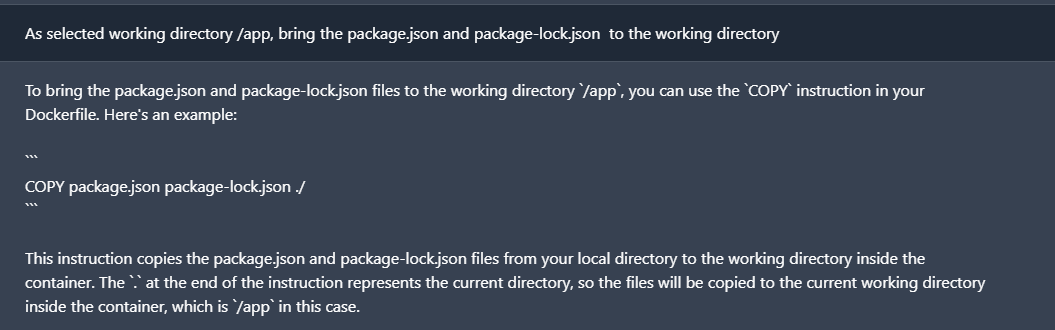 As selected working directory /app, bring the package.json and package-lock.json  to the working directory
To bring the package.json and package-lock.json files to the working directory `/app`, you can use the `COPY` instruction in your
Dockerfile. Here's an example:
```
COPY package.json package-lock.json ./
```
This instruction copies the package.json and package-lock.json files from your local directory to the working directory inside the
container. The `.` at the end of the instruction represents the current directory, so the files will be copied to the current working directory
inside the container, which is `/app` in this case.